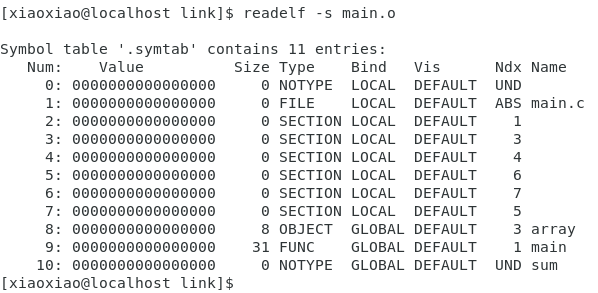 [xiaoxiao@localhost link]$ readelf -s main.o

Symbol table '.symtab' contains 11 entries:
   Num:    Value          Size Type    Bind   Vis      Ndx Name
     0: 0000000000000000     0 NOTYPE  LOCAL  DEFAULT  UND
     1: 0000000000000000     0 FILE    LOCAL  DEFAULT  ABS main.c
     2: 0000000000000000     0 SECTION LOCAL  DEFAULT    1
     3: 0000000000000000     0 SECTION LOCAL  DEFAULT    3
     4: 0000000000000000     0 SECTION LOCAL  DEFAULT    4
     5: 0000000000000000     0 SECTION LOCAL  DEFAULT    6
     6: 0000000000000000     0 SECTION LOCAL  DEFAULT    7
     7: 0000000000000000     0 SECTION LOCAL  DEFAULT    5
     8: 0000000000000000     8 OBJECT  GLOBAL DEFAULT    3 array
     9: 0000000000000000    31 FUNC    GLOBAL DEFAULT    1 main
    10: 0000000000000000     0 NOTYPE  GLOBAL DEFAULT  UND sum
[xiaoxiao@localhost link]$